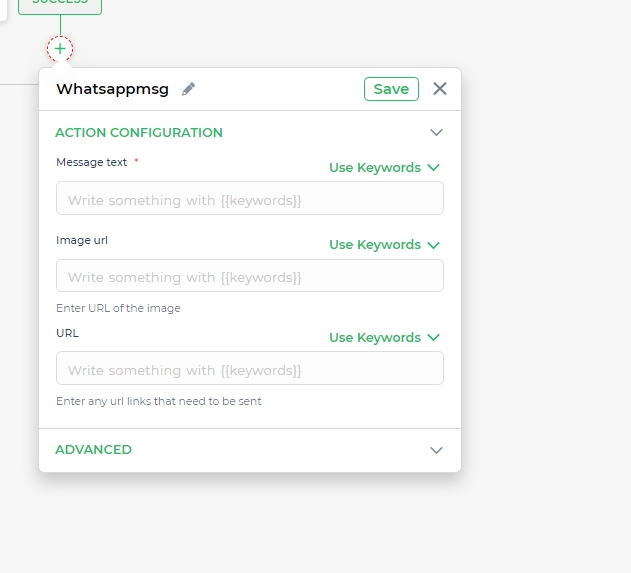 SUCCESS
+
Whatsappmsg
Save
ACTION CONFIGURATION
Message text *
Use Keywords
Write something with {{keywords}}
Image url
Use Keywords
Write something with {{keywords}}
Enter URL of the image
URL
Use Keywords
Write something with {{keywords}}
Enter any url links that need to be sent
ADVANCED